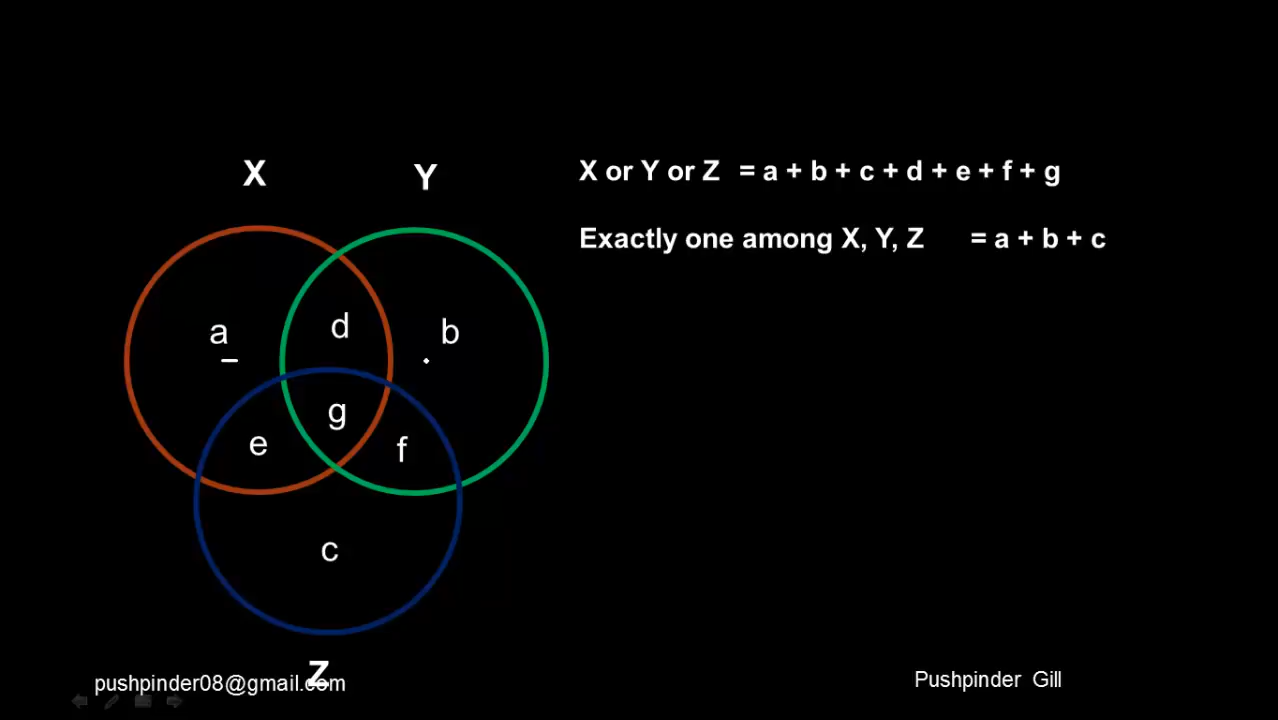 X
Y
X or Y or Z = a + b + c + d + e + f + g
Exactly one among X, Y, Z = a + b + c
a
d
b
g
e
f
c
Z
pushpinder08@gmail.com
Pushpinder Gill